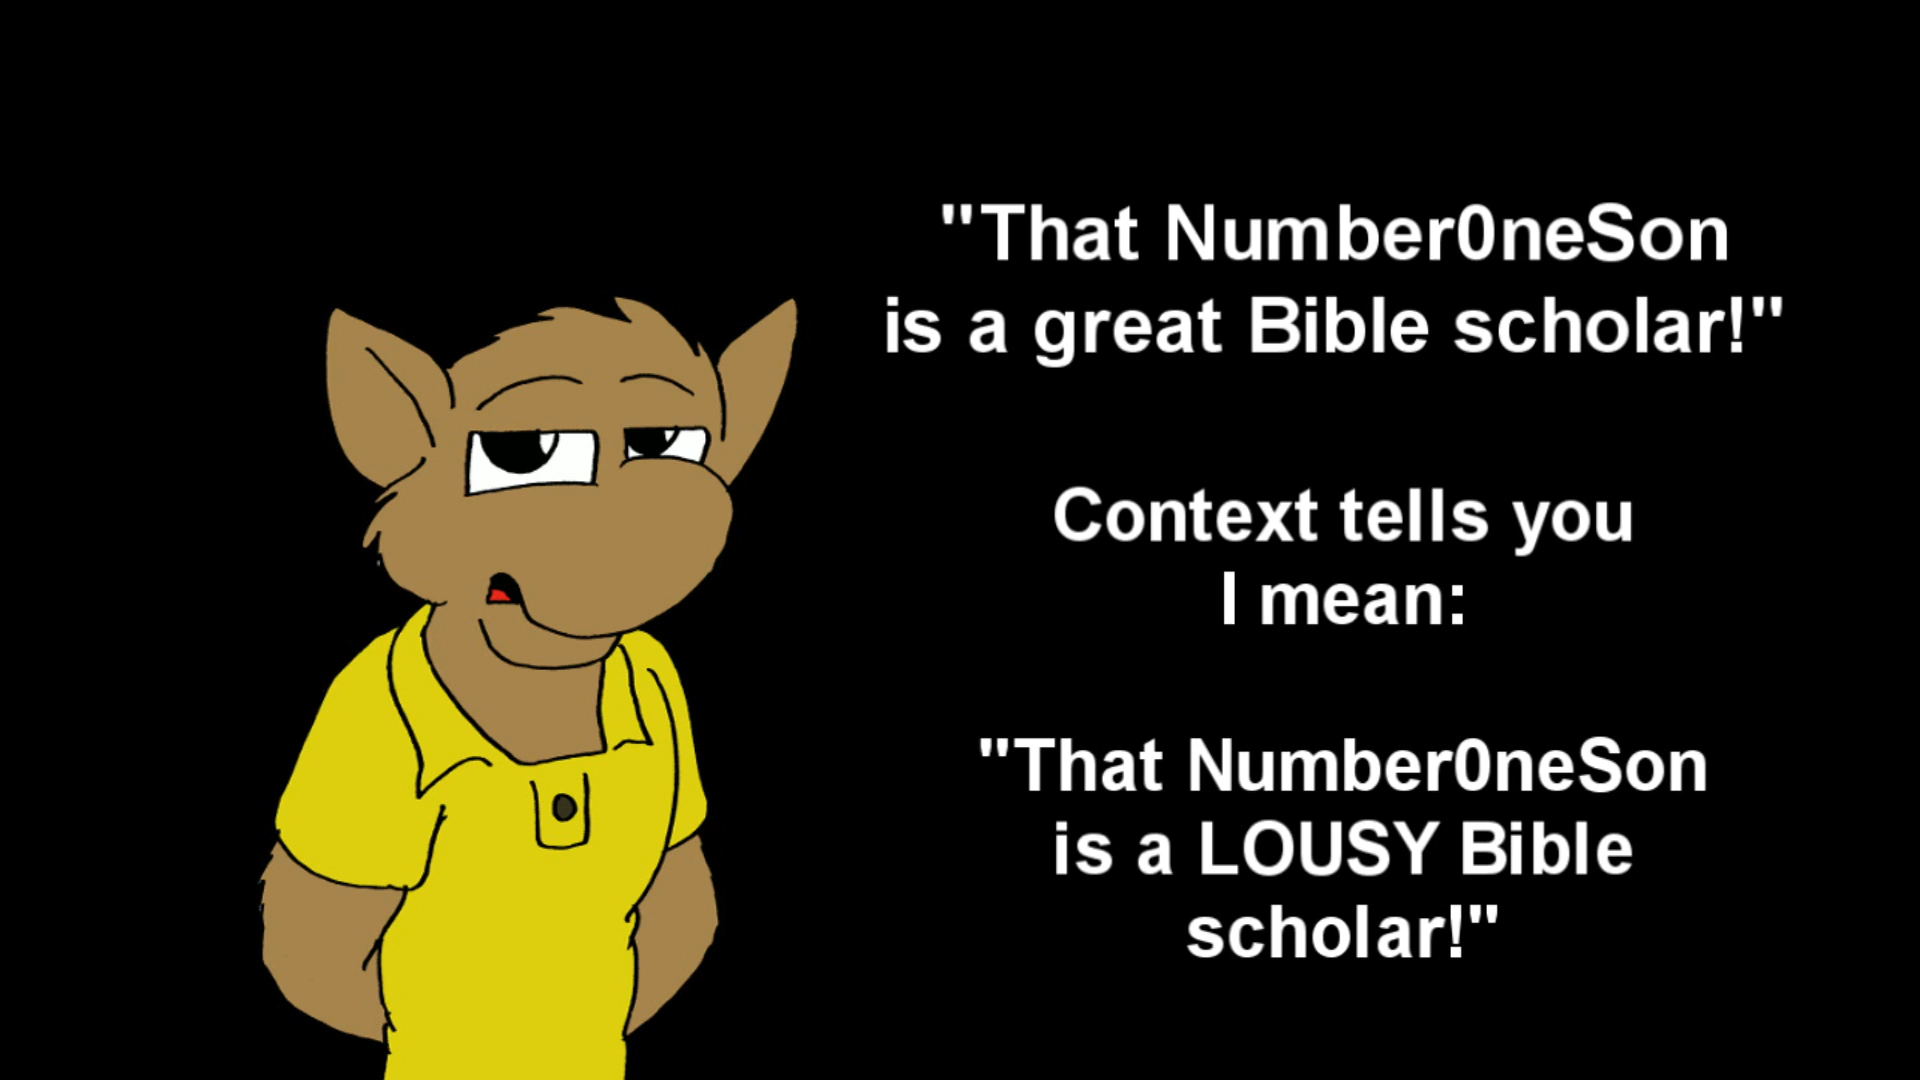 "That Number0neSon
is a great Bible scholar!"
Context tells you
I mean:
"That Number0neSon
is a LOUSY Bible
scholar!"